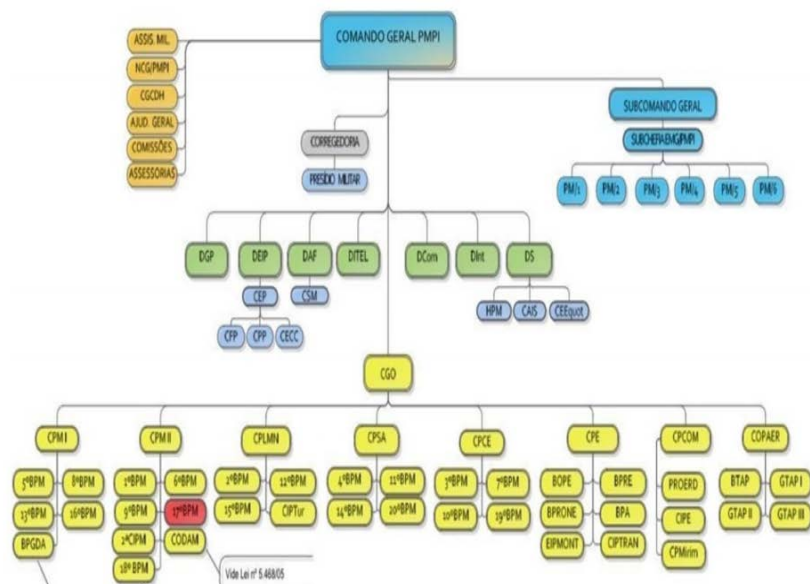 COMANDO GERAL PMPI
ASSIS. MIL.
NCG/PMPI
CGCDH
AJUD. GERAL
COMISSÕES
ASSESSORIAS
SUBCOMANDO GERAL
SUBCHEFIA EMG/PMPI
PM/1 PM/2 PM/3 PM/4 PM/5 PM/6
CORREGEDORIA
PRESÍDIO MILITAR
DGP DEIP DAF DITEL DCom DInt DS
CEP CSM HPM CAIS CEEquot
CFP CPP CECC
CGO
CPM I CPM II CPLMN CPSA CPCE CPE CPCOM COPAER
5ºBPM 8ºBPM 1ºBPM 6ºBPM 2ºBPM 12ºBPM 4ºBPM 11ºBPM 3ºBPM 7ºBPM BOPE BPRE PROERD BTAP GTAP I
13ºBPM 16ºBPM 9ºBPM 17ºBPM 15ºBPM CIPTur 14ºBPM 20ºBPM 10ºBPM 19ºBPM BPRONE BPA CIPE GTAP II GTAP III
BPGDA 2ªCIPM CODAM EIPMONT CIPTRAN CPMirim
18º BPM
Vide Lei nº 5.468/05